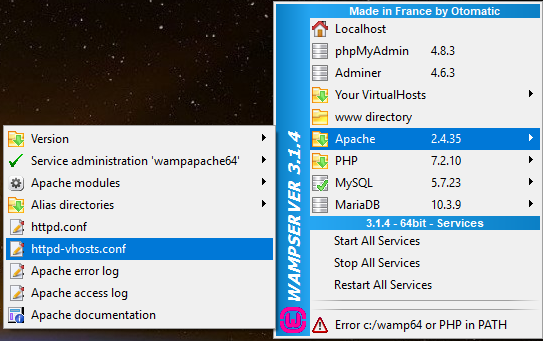 Made in France by Otomatic
Localhost
phpMyAdmin 4.8.3
Adminer 4.6.3
Your VirtualHosts
www directory
Apache 2.4.35
PHP 7.2.10
MySQL 5.7.23
MariaDB 10.3.9
3.1.4 - 64bit - Services
Start All Services
Stop All Services
Restart All Services
Error c:/wamp64 or PHP in PATH
WAMPSERVER 3.1.4
Version
Service administration 'wampapache64'
Apache modules
Alias directories
httpd.conf
httpd-vhosts.conf
Apache error log
Apache access log
Apache documentation